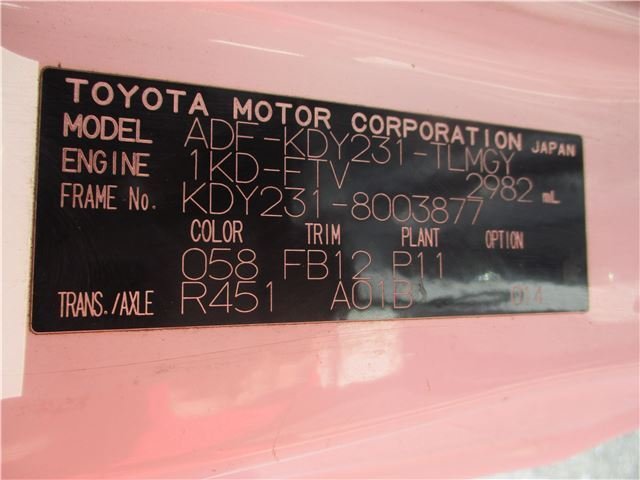 TOYOTA MOTOR CORPORATION JAPAN
MODEL ADF-KDY231-TLMGY
ENGINE 1KD-FTV 2982 mL
FRAME No. KDY231-8003877
COLOR TRIM PLANT OPTION
058 FB12 P11
TRANS./AXLE R451 A01B 014